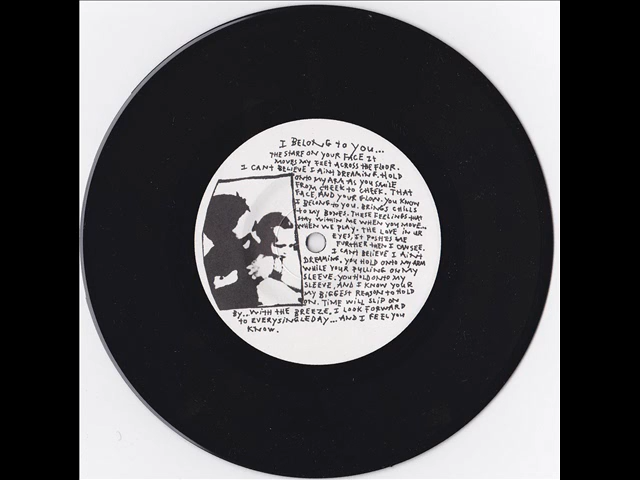 I BELONG to YOU...
THE STARE ON YOUR FACE It
MOVES MY FEET ACROSS THE FLOOR.
I CANT BELIEVE I AINT DREAMING. HOLD
ONTO MY ARM AS YOU SMILE
FROM CHEEK to CHEEK. THAT
FACE, AND YOUR FLOW. YOU KNOW
I BELONG TO YOU. BRINGS CHILLS
to MY BONES. THESE FEELINGS THAT
STAY WITHIN ME WHEN YOU MOVE...
WHEN WE PLAY. THE LOVE IN UR
EYES, It PUSHES ME
FURTHER THEN I CAN SEE.
I CANT BELIEVE I AINT
DREAMING. YOU HOLD ONTO MY ARM
WHILE YOUR PULLING ON MY
SLEEVE. YOU HOLD ONTO MY
SLEEVE. AND I KNOW YOUR
MY BIGGEST REASON TO HOLD
ON. TIME WILL SLIP ON
BY.. WITH THE BREEZE. I LOOK FORWARD
to EVERYSINGLEDAY... AND I FEEL YOU
KNOW.